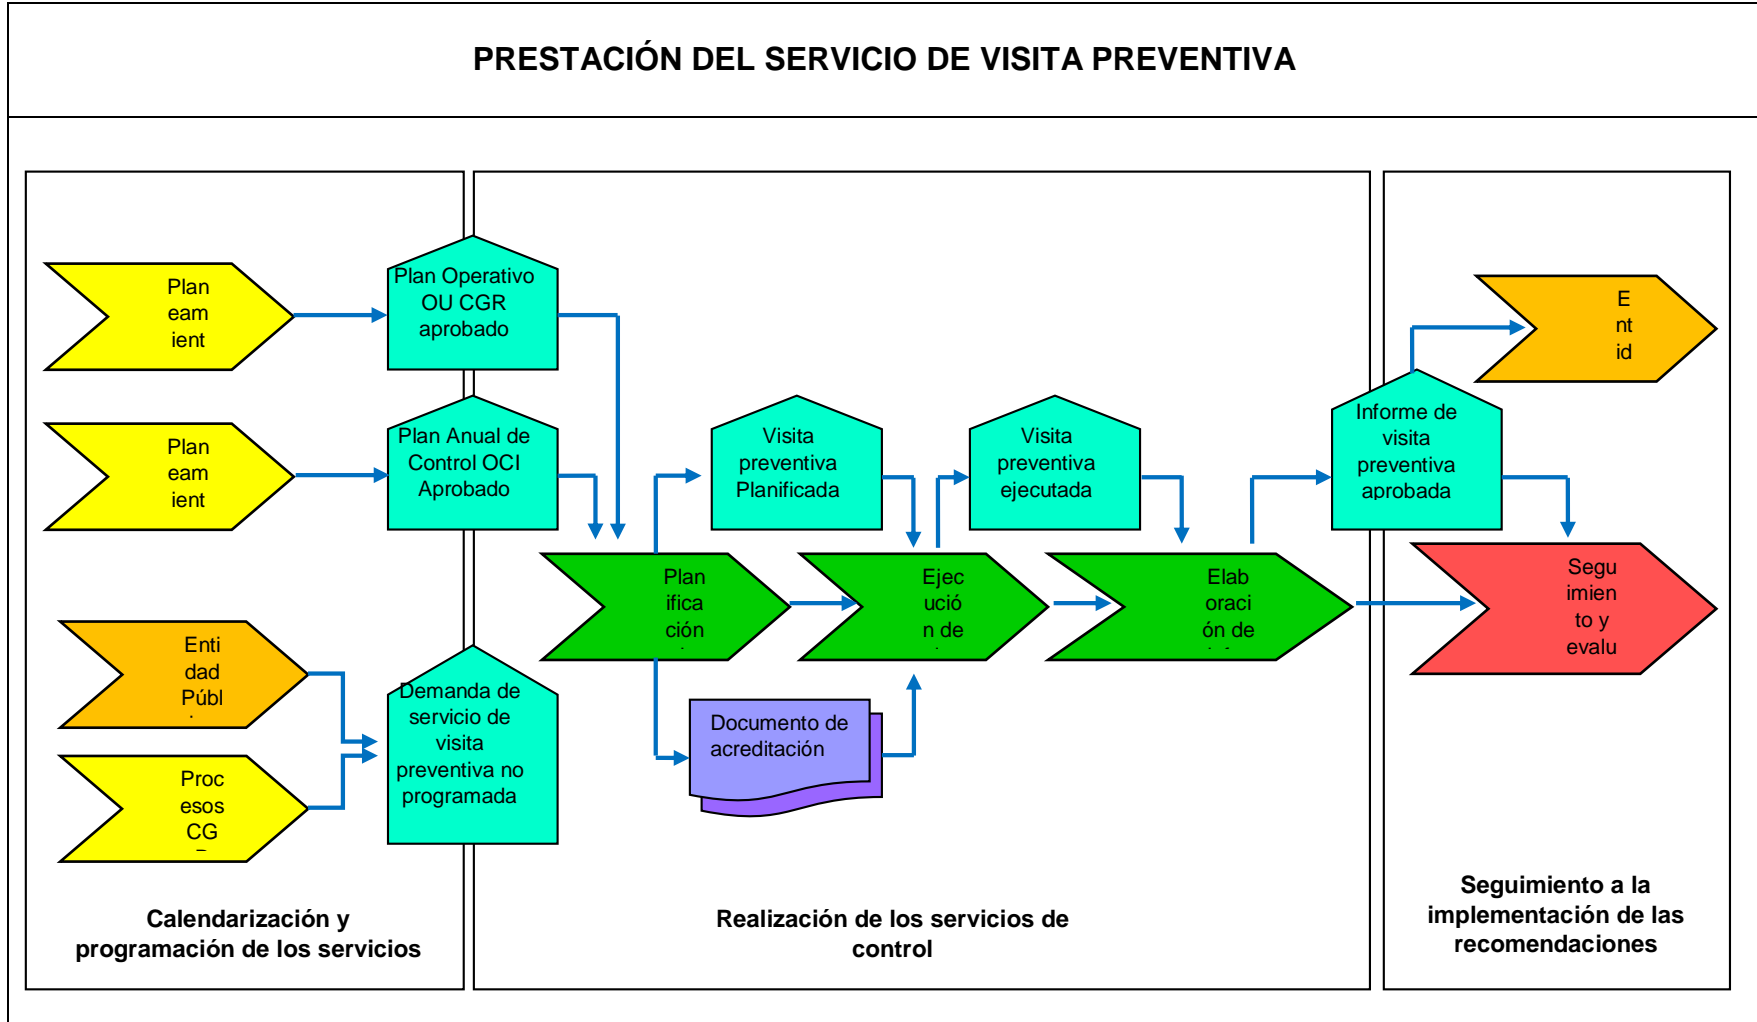 PRESTACIÓN DEL SERVICIO DE VISITA PREVENTIVA
Plan
eam
ient
Plan Operativo
OU CGR
aprobado
Plan
eam
ient
Plan Anual de
Control OCI
Aprobado
Enti
dad
Públ
Proc
esos
CG
Demanda de
servicio de
visita
preventiva no
programada
Calendarización y
programación de los servicios
Visita
preventiva
Planificada
Visita
preventiva
ejecutada
Plan
ifica
ción
Ejec
ució
n de
Elab
oraci
ón de
Documento de
acreditación
Realización de los servicios de
control
E
nt
id
Informe de
visita
preventiva
aprobada
Segu
imien
to y
evalu
Seguimiento a la
implementación de las
recomendaciones